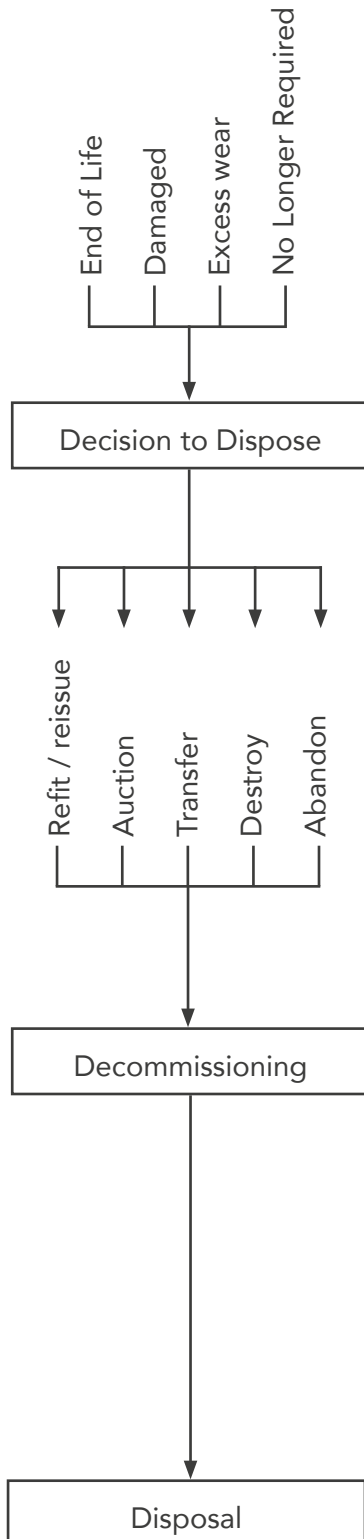 End of Life
Damaged
Excess wear
No Longer Required
Decision to Dispose
Refit / reissue
Auction
Transfer
Destroy
Abandon
Decommissioning
Disposal